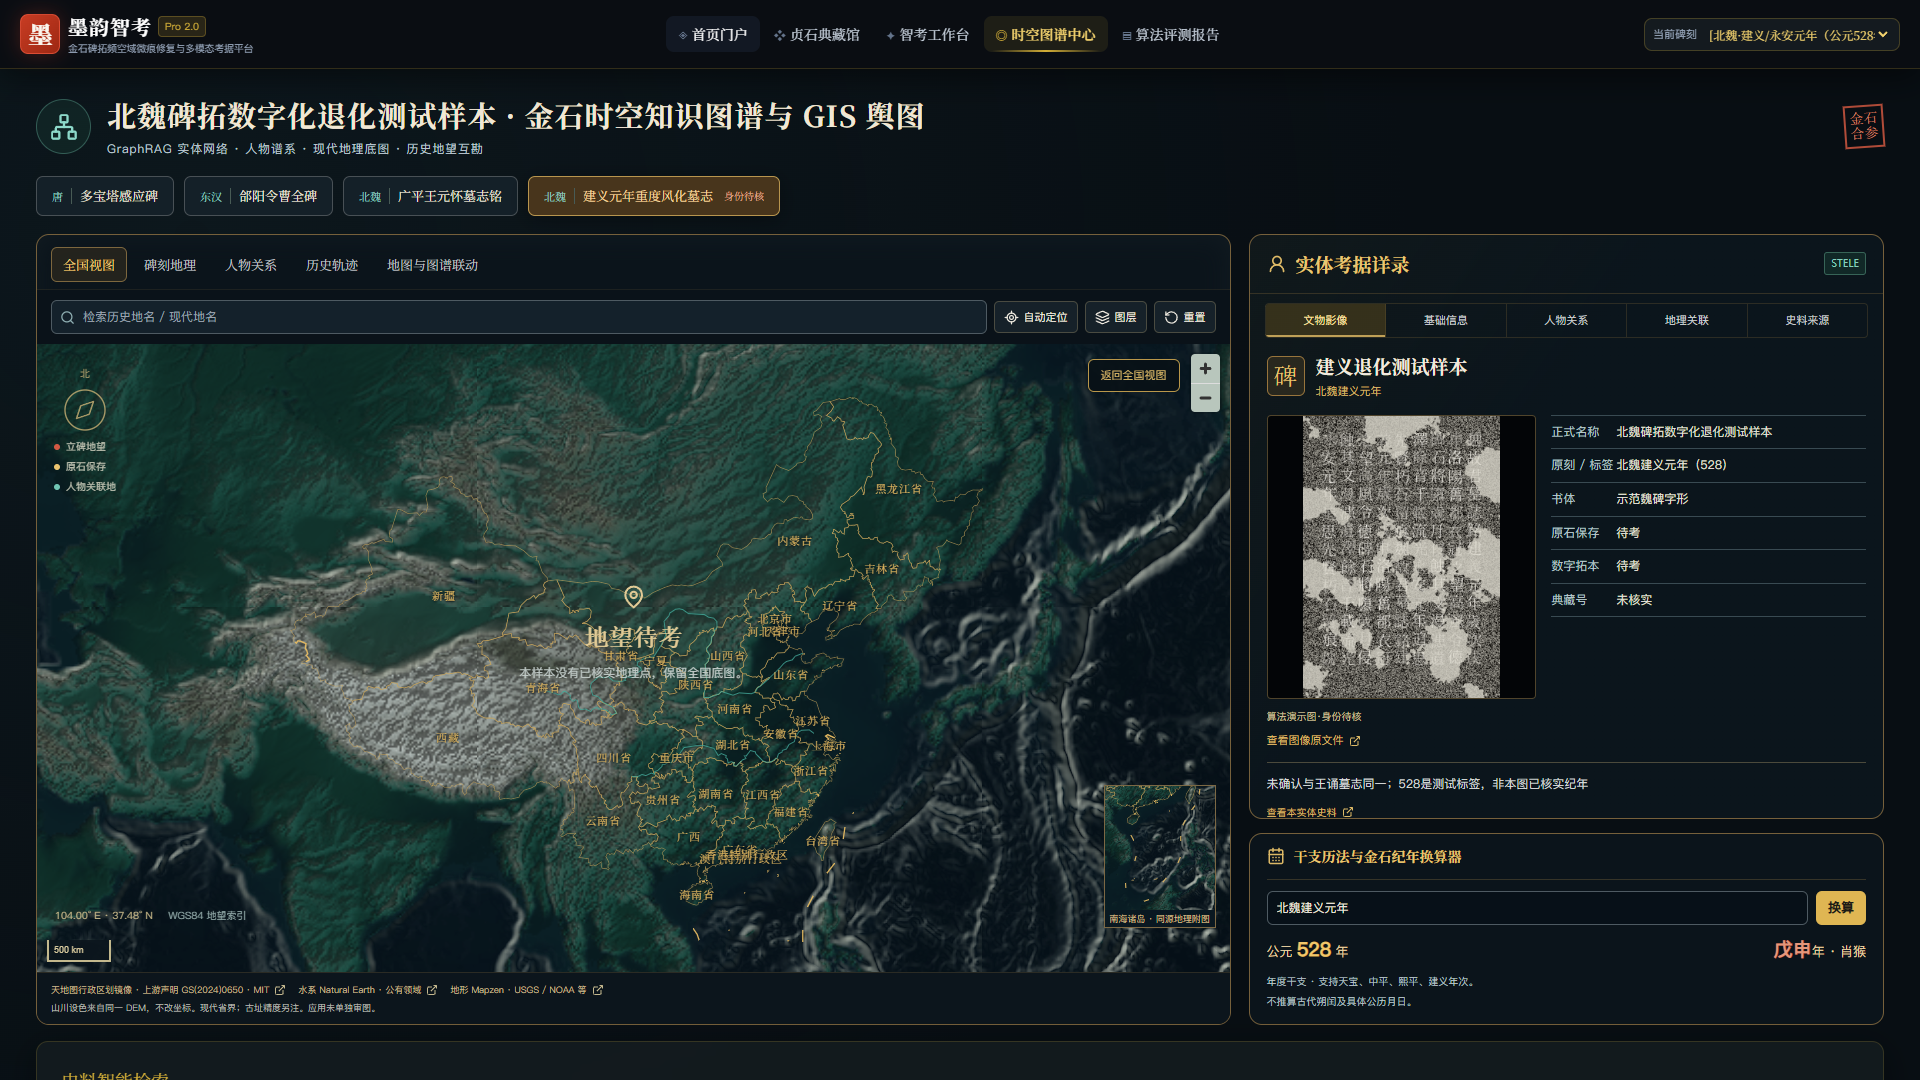 墨
墨韵智考 Pro 2.0
金石碑拓频空域微痕修复与多模态考据平台
首页门户
贞石典藏馆
智考工作台
时空图谱中心
算法评测报告
当前碑刻 [北魏·建义/永安元年（公元528
北魏碑拓数字化退化测试样本 · 金石时空知识图谱与 GIS 舆图
GraphRAG 实体网络 · 人物谱系 · 现代地理底图 · 历史地望互勘
金石
合参
唐 多宝塔感应碑
东汉 郃阳令曹全碑
北魏 广平王元怀墓志铭
北魏 建义元年重度风化墓志 身份待核
全国视图
碑刻地理
人物关系
历史轨迹
地图与图谱联动
检索历史地名 / 现代地名
自动定位
图层
重置
北
立碑地望
原石保存
人物关联地
返回全国视图
+
−
黑龙江省
内蒙古
吉林省
辽宁省
新疆
北京市
地望待考
本样本没有已核实地理点，保留全国底图。
甘肃省
宁夏
山西省
山东省
青海省
陕西省
河南省
江苏省
安徽省
上海市
西藏
四川省
重庆市
湖北省
浙江省
贵州省
湖南省
江西省
福建省
云南省
广西
台湾省
海南省
南海诸岛 · 同源地理附图
104.00° E · 37.48° N WGS84 地望索引
500 km
天地图行政区划镜像 · 上游声明 GS(2024)0650 · MIT
水系 Natural Earth · 公有领域
地形 Mapzen · USGS / NOAA 等
山川设色来自同一 DEM，不改坐标。现代省界；古址精度另注。应用未单独审图。
实体考据详录
STELE
文物影像
基础信息
人物关系
地理关联
史料来源
碑
建义退化测试样本
北魏建义元年
正式名称 北魏碑拓数字化退化测试样本
原刻 / 标签 北魏建义元年（528）
书体 示范魏碑字形
原石保存 待考
数字拓本 待考
典藏号 未核实
算法演示图·身份待核
查看图像原文件
未确认与王诵墓志同一；528是测试标签，非本图已核实纪年
查看本实体史料
干支历法与金石纪年换算器
北魏建义元年
换算
公元 528 年
戊申年 · 肖猴
年度干支 · 支持天宝、中平、熙平、建义年次。
不推算古代朔闰及具体公历月日。